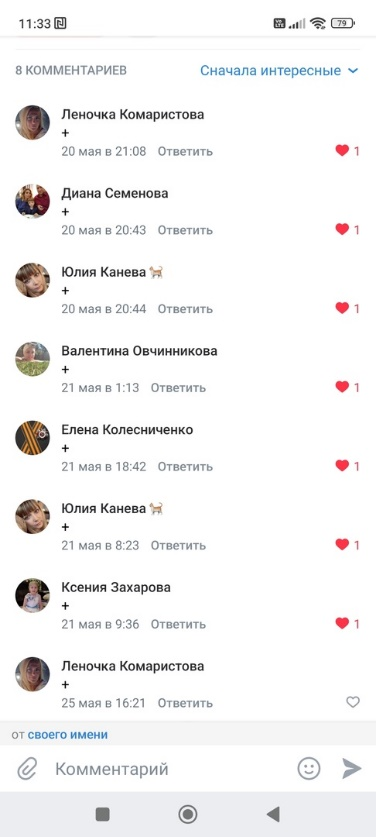 11:33
79
8 КОММЕНТАРИЕВ
Сначала интересные
Леночка Комаристова
+
20 мая в 21:08 Ответить 1
Диана Семенова
+
20 мая в 20:43 Ответить 1
Юлия Канева
+
20 мая в 20:44 Ответить 1
Валентина Овчинникова
+
21 мая в 1:13 Ответить 1
Елена Колесниченко
+
21 мая в 18:42 Ответить 1
Юлия Канева
+
21 мая в 8:23 Ответить 1
Ксения Захарова
+
21 мая в 9:36 Ответить 1
Леночка Комаристова
+
25 мая в 16:21 Ответить
от своего имени
Комментарий